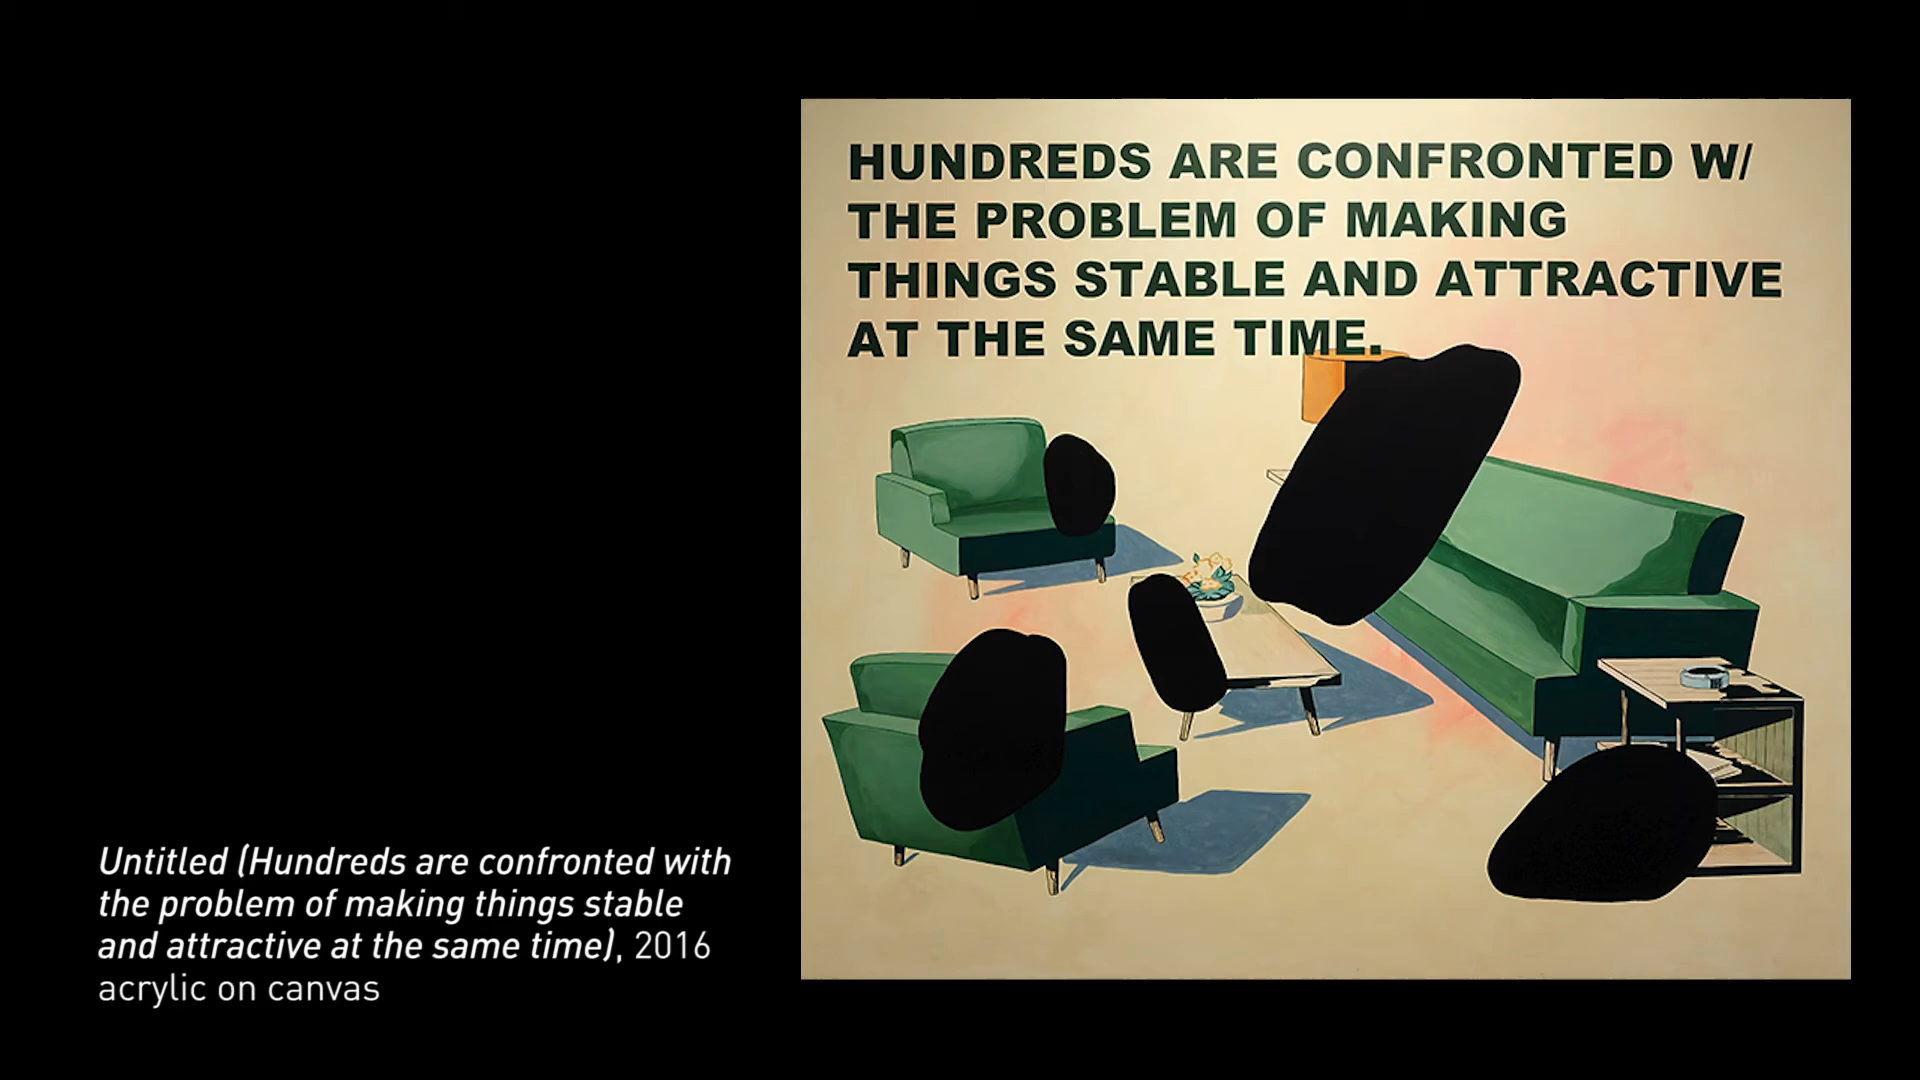 HUNDREDS ARE CONFRONTED W/
THE PROBLEM OF MAKING
THINGS STABLE AND ATTRACTIVE
AT THE SAME TIME.
Untitled (Hundreds are confronted with
the problem of making things stable
and attractive at the same time), 2016
acrylic on canvas